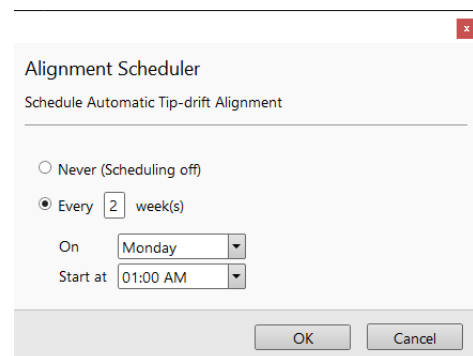 x
Alignment Scheduler
Schedule Automatic Tip-drift Alignment
Never (Scheduling off)
Every 2 week(s)
On Monday
Start at 01:00 AM
OK Cancel